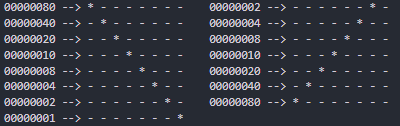 00000080 --> * - - - - - - -
00000040 --> - * - - - - - -
00000020 --> - - * - - - - -
00000010 --> - - - * - - - -
00000008 --> - - - - * - - -
00000004 --> - - - - - * - -
00000002 --> - - - - - - * -
00000001 --> - - - - - - - *
00000002 --> - - - - - - * -
00000004 --> - - - - - * - -
00000008 --> - - - - * - - -
00000010 --> - - - * - - - -
00000020 --> - - * - - - - -
00000040 --> - * - - - - - -
00000080 --> * - - - - - - -